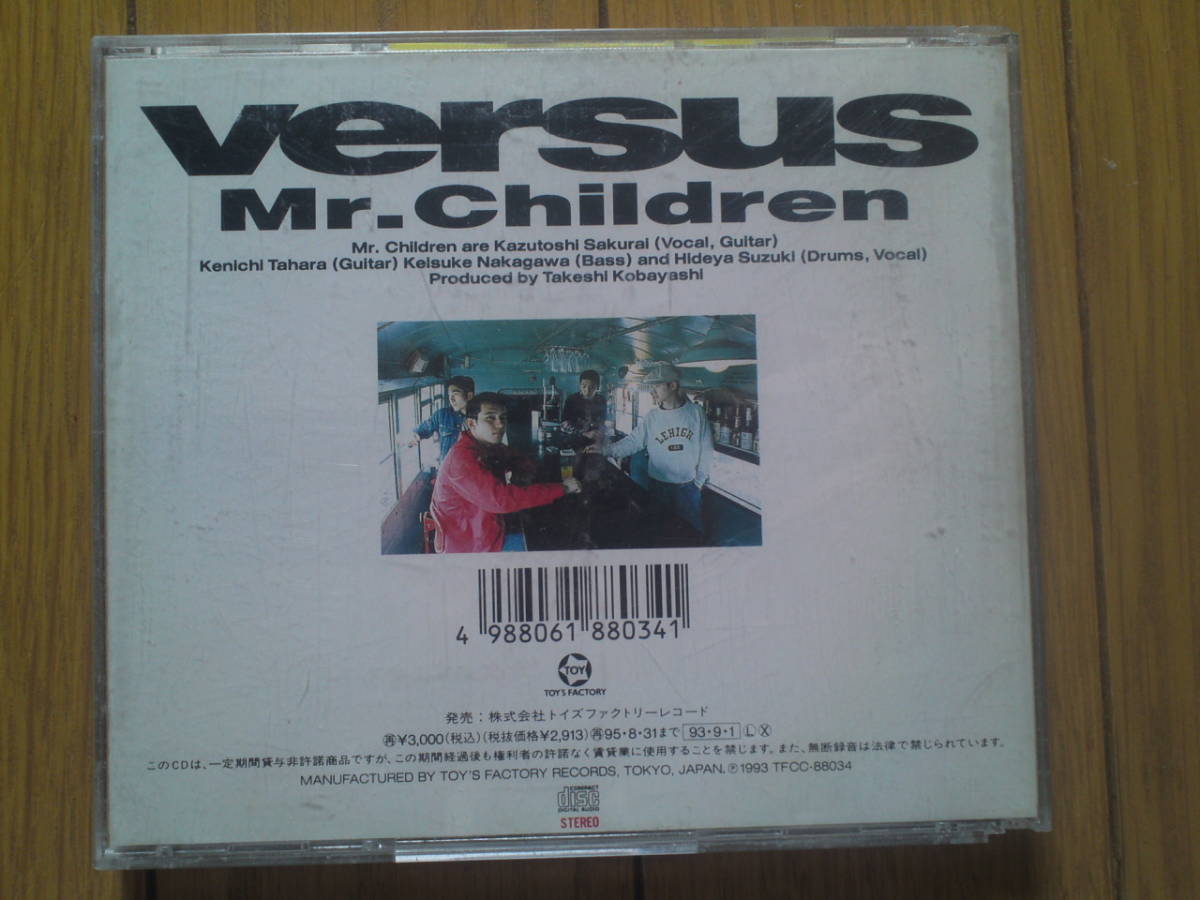 versus
Mr. Children
Mr. Children are Kazutoshi Sakurai (Vocal, Guitar)
Kenichi Tahara (Guitar) Keisuke Nakagawa (Bass) and Hideya Suzuki (Drums, Vocal)
Produced by Takeshi Kobayashi
LEHIGH
4 988061 880341
TOY
TOY'S FACTORY
発売：株式会社トイズファクトリーレコード
再¥3,000(税込)(税抜価格¥2,913)再95・8・31まで 93・9・1 L X
このCDは、一定期間貸与非許諾商品ですが、この期間経過後も権利者の許諾なく賃貸業に使用することを禁じます。また、無断録音は法律で禁じられています。
MANUFACTURED BY TOY'S FACTORY RECORDS, TOKYO, JAPAN. Ⓟ 1993 TFCC-88034
COMPACT
disc
DIGITAL AUDIO
STEREO